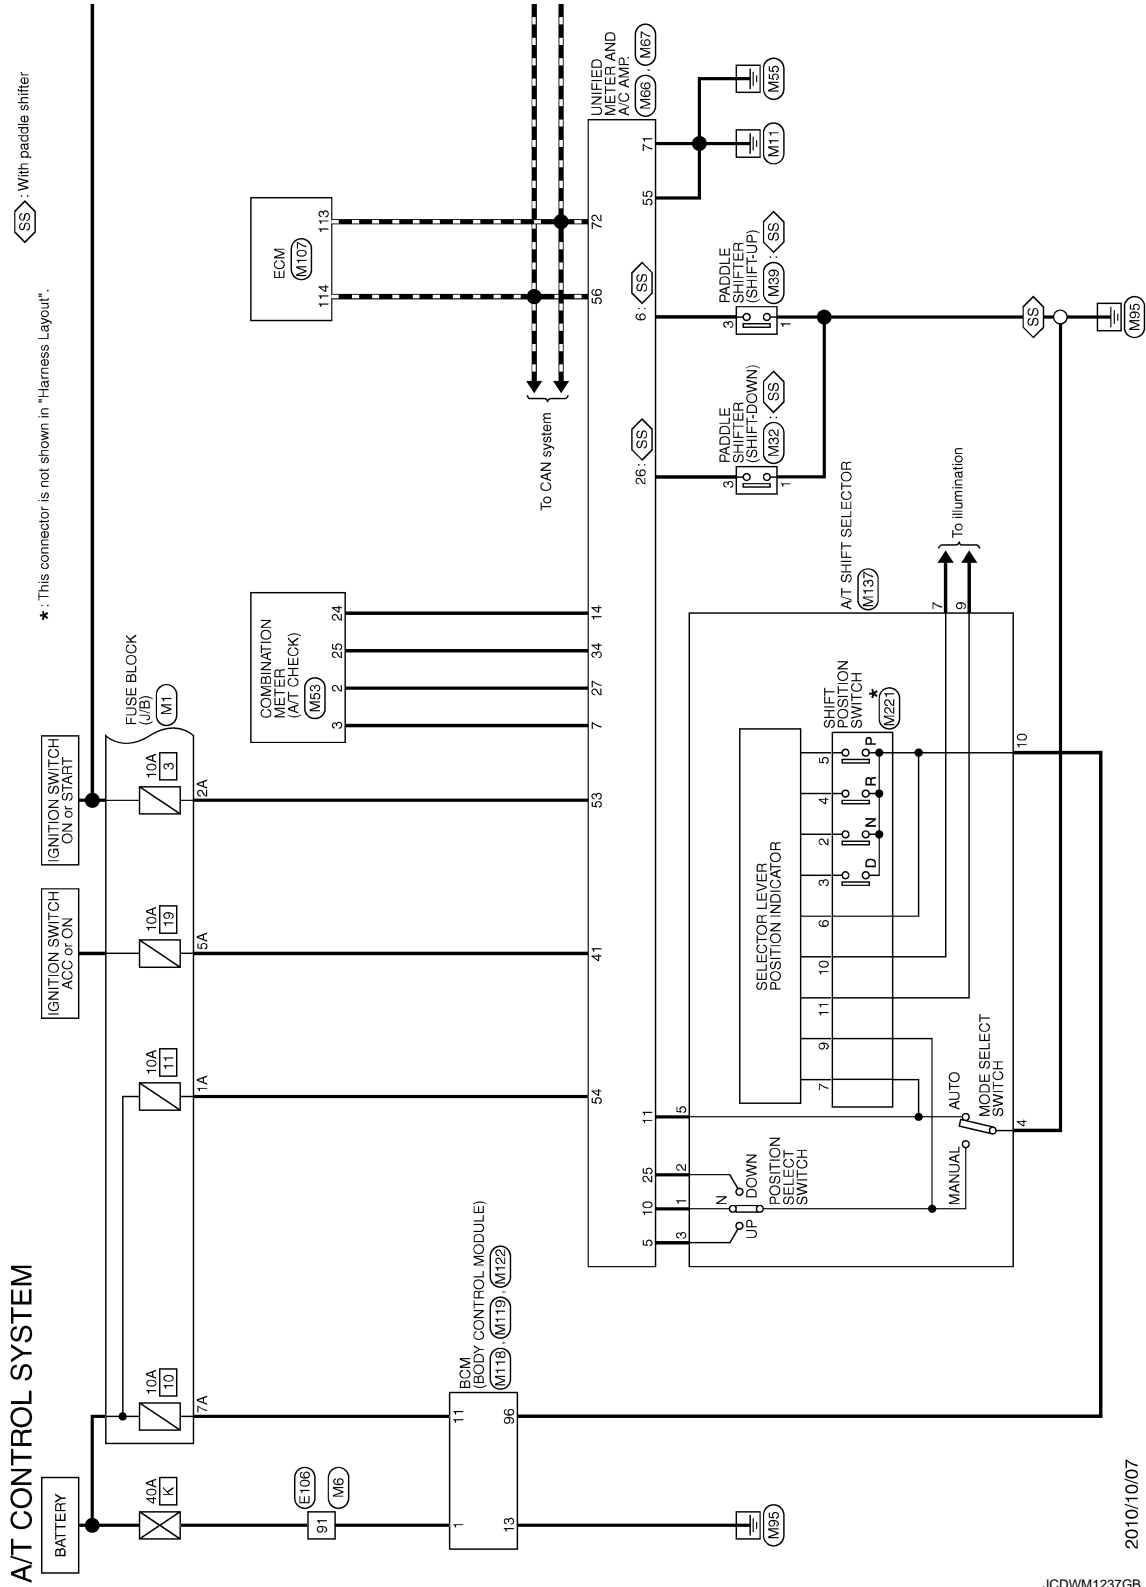 A/T CONTROL SYSTEM
BATTERY
IGNITION SWITCH
ACC or ON
IGNITION SWITCH
ON or START
* : This connector is not shown in "Harness Layout".
SS : With paddle shifter
40A
K
10A
10
10A
11
10A
19
10A
3
FUSE BLOCK
(J/B)
M1
7A
1A
5A
2A
91
E106
M6
COMBINATION
METER
(A/T CHECK)
M53
3
2
25
24
ECM
M107
114
113
BCM
(BODY CONTROL MODULE)
M118 , M119 , M122
1
11
13
96
To CAN system
54
41
53
7
27
34
14
56
72
UNIFIED
METER AND
A/C AMP.
M66 , M67
5
10
25
11
26 : SS
6 : SS
55
71
3
1
2
5
UP
N
DOWN
POSITION
SELECT
SWITCH
SELECTOR LEVER
POSITION INDICATOR
7
9
11
10
6
3
2
4
5
D
N
R
P
SHIFT
POSITION
SWITCH
*
M221
A/T SHIFT SELECTOR
M137
MANUAL
AUTO
MODE SELECT
SWITCH
4
10
7
9
To illumination
3
1
PADDLE
SHIFTER
(SHIFT-DOWN)
M32 : SS
3
1
PADDLE
SHIFTER
(SHIFT-UP)
M39 : SS
M11
M55
M95
SS
M95
2010/10/07
JCDWM1237GB